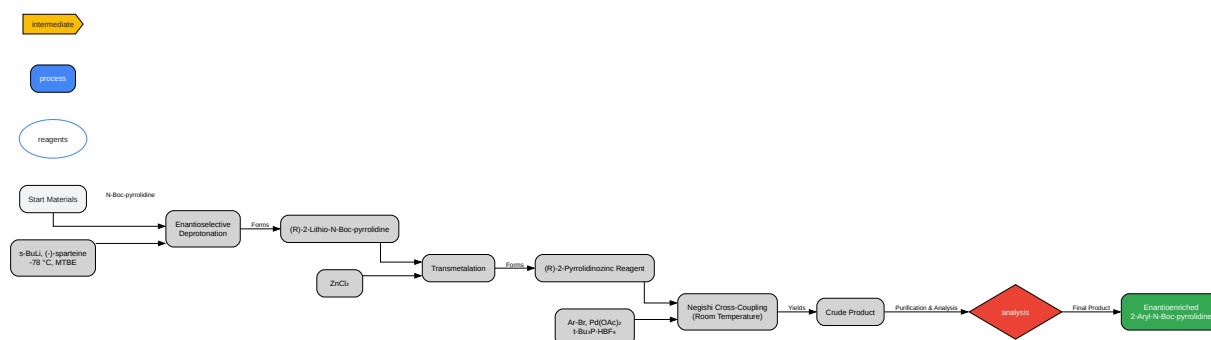 intermediate
process
reagents
Start Materials
N-Boc-pyrrolidine
s-BuLi, (-)-sparteine
-78 °C, MTBE
Enantioselective
Deprotonation
Forms
(R)-2-Lithio-N-Boc-pyrrolidine
ZnCl₂
Transmetalation
Forms
(R)-2-Pyrrolidinozinc Reagent
Ar-Br, Pd(OAc)₂
t-Bu₃P·HBF₄
Negishi Cross-Coupling
(Room Temperature)
Yields
Crude Product
Purification & Analysis
analysis
Final Product
Enantioenriched
2-Aryl-N-Boc-pyrrolidine